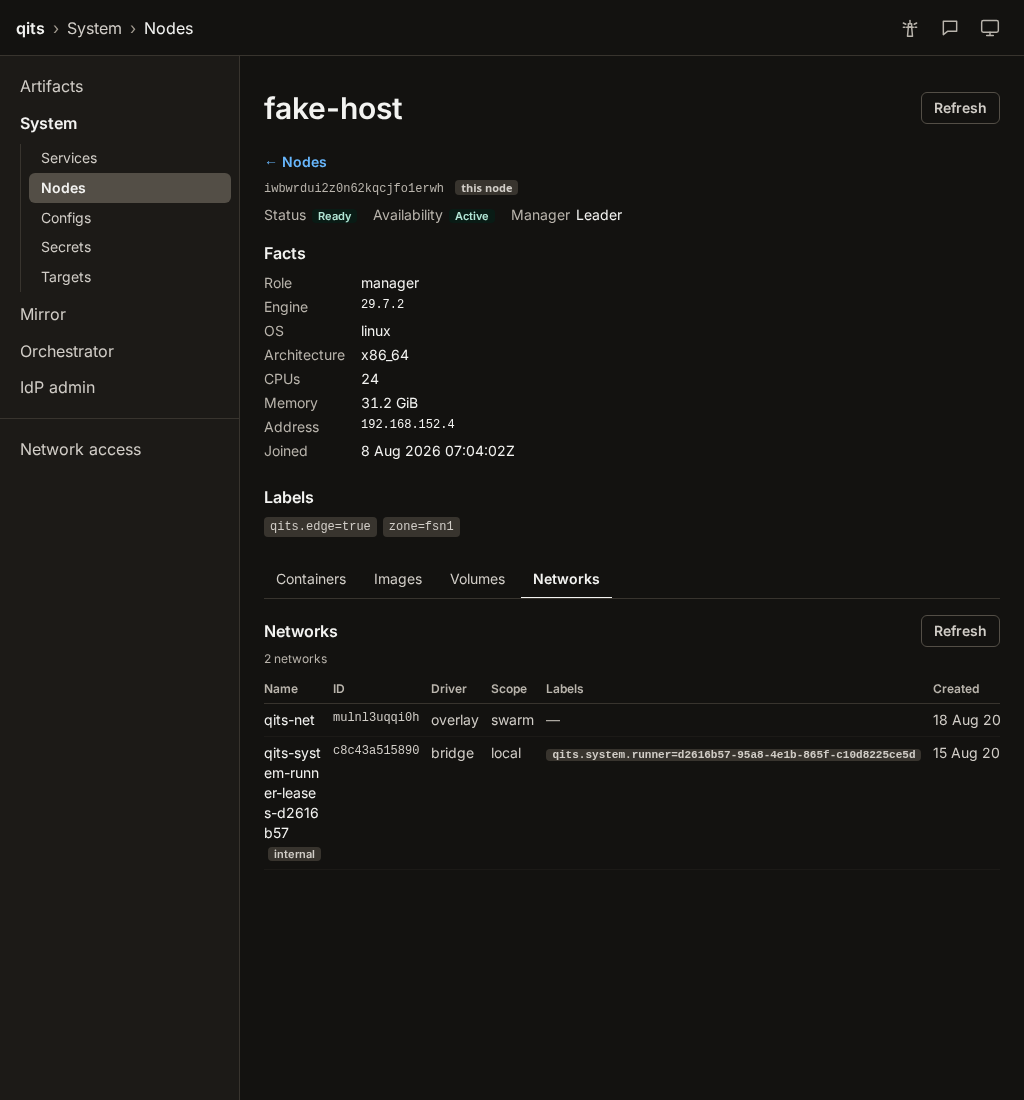 qits › System › Nodes
Artifacts
System
Services
Nodes
Configs
Secrets
Targets
Mirror
Orchestrator
IdP admin
Network access
fake-host
Refresh
← Nodes
iwbwrdui2z0n62kqcjfo1erwh this node
Status Ready Availability Active Manager Leader
Facts
Role manager
Engine 29.7.2
OS linux
Architecture x86_64
CPUs 24
Memory 31.2 GiB
Address 192.168.152.4
Joined 8 Aug 2026 07:04:02Z
Labels
qits.edge=true zone=fsn1
Containers Images Volumes Networks
Networks
Refresh
2 networks
Name ID Driver Scope Labels Created
qits-net mulnl3uqqi0h overlay swarm — 18 Aug 20
qits-syst c8c43a515890 bridge local qits.system.runner=d2616b57-95a8-4e1b-865f-c10d8225ce5d 15 Aug 20
em-runn
er-lease
s-d2616
b57
internal